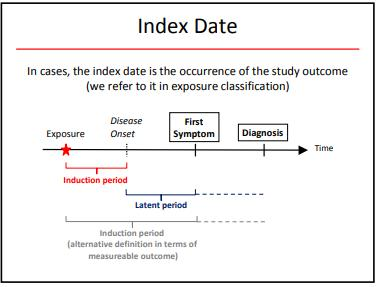 Index Date
In cases, the index date is the occurrence of the study outcome
(we refer to it in exposure classification)
Exposure
Disease
Onset
First
Symptom
Diagnosis
Time
Induction period
Latent period
Induction period
(alternative definition in terms of
measureable outcome)